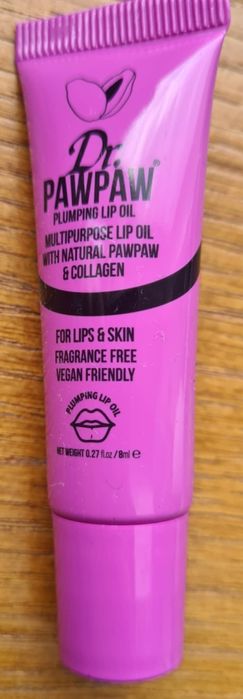 Dr.
PAWPAW®
PLUMPING LIP OIL
MULTIPURPOSE LIP OIL
WITH NATURAL PAWPAW
& COLLAGEN
FOR LIPS & SKIN
FRAGRANCE FREE
VEGAN FRIENDLY
PLUMPING LIP OIL
NET WEIGHT 0.27 fl.oz / 8ml ℮